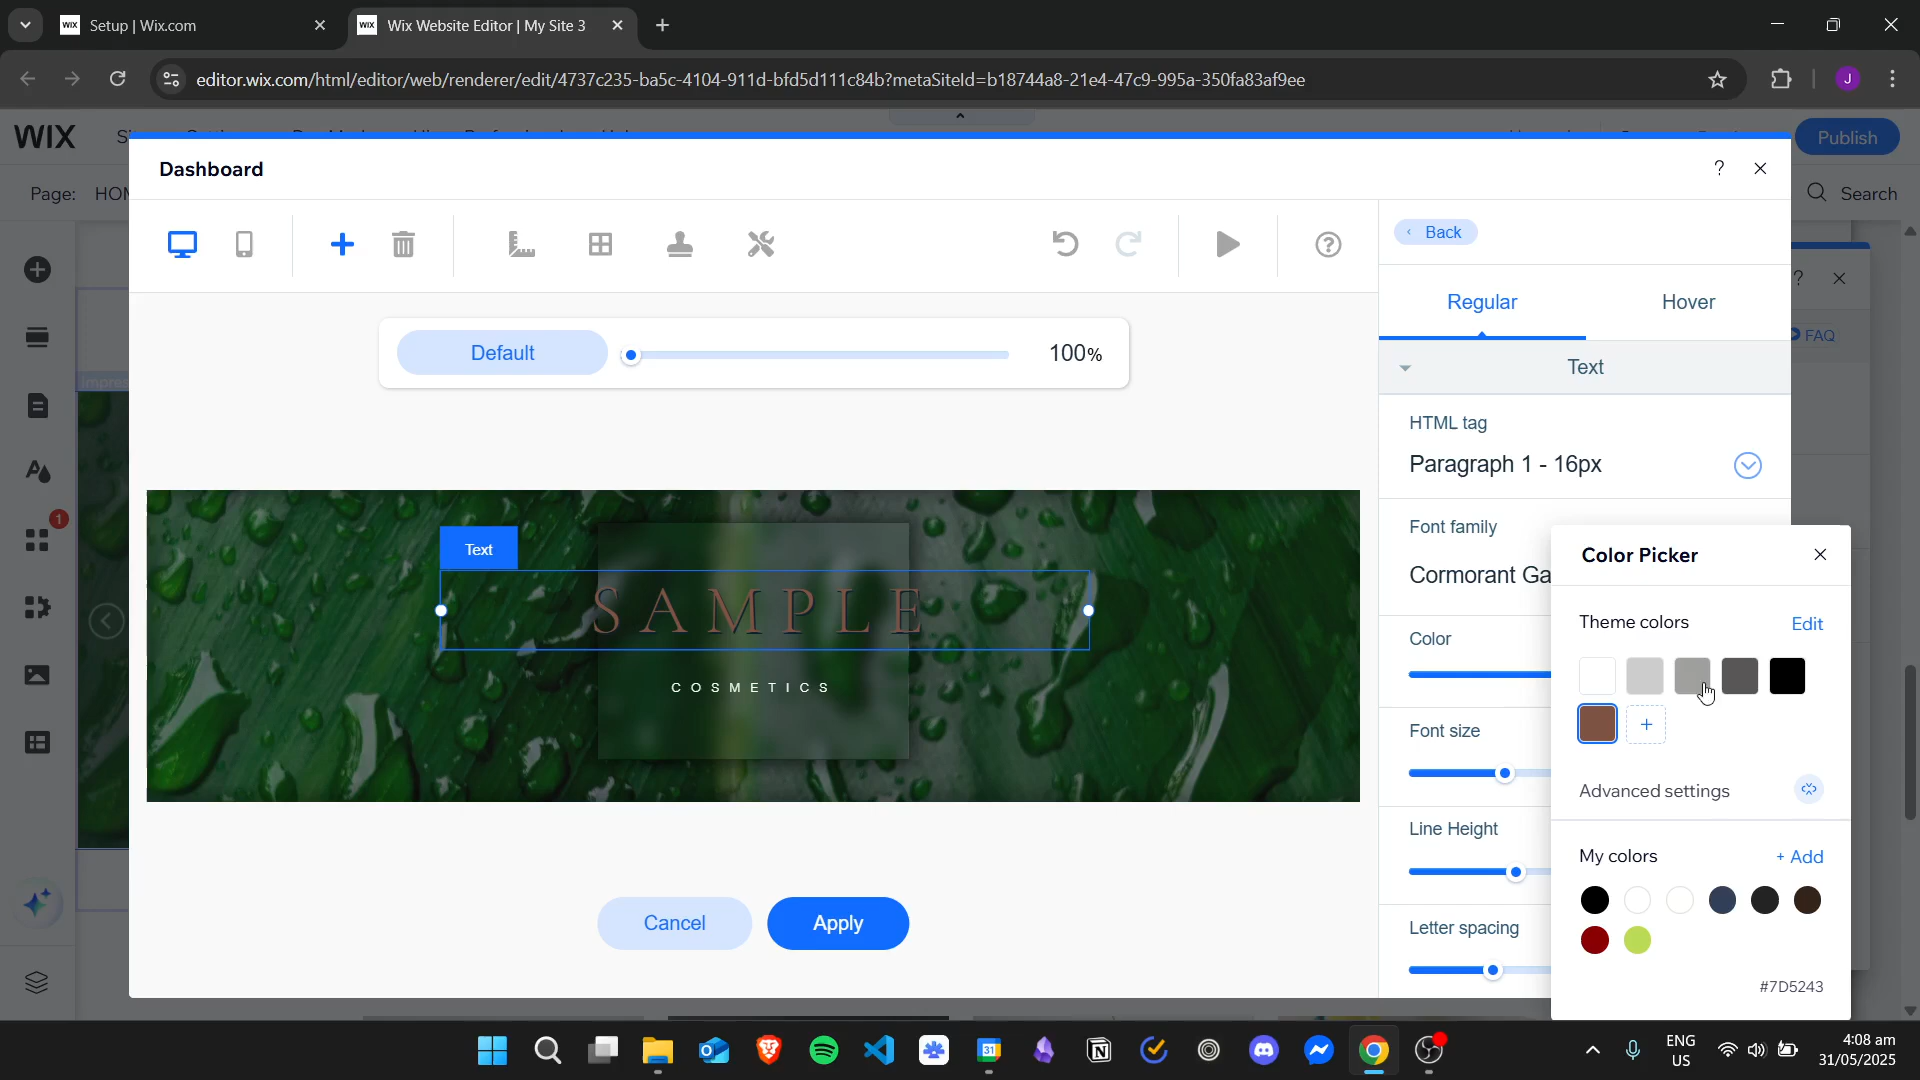 Setup | Wix.com
Wix Website Editor | My Site 3
editor.wix.com/html/editor/web/renderer/edit/4737c235-ba5c-4104-911d-bfd5d111c84b?metaSiteId=b18744a8-21e4-47c9-995a-350fa83af9ee
J
WIX
Publish
Dashboard
?
Page:
Search
Back
Regular
Hover
Default
100%
Text
? 
FAQ
HTML tag
Paragraph 1 - 16px
Font family
Cormorant Ga
Text
SAMPLE
COSMETICS
Color
Font size
Line Height
Letter spacing
Color Picker
Theme colors
Edit
+
Advanced settings
My colors
+ Add
#7D5243
Cancel
Apply
1
31
ENG
US
4:08 am
31/05/2025